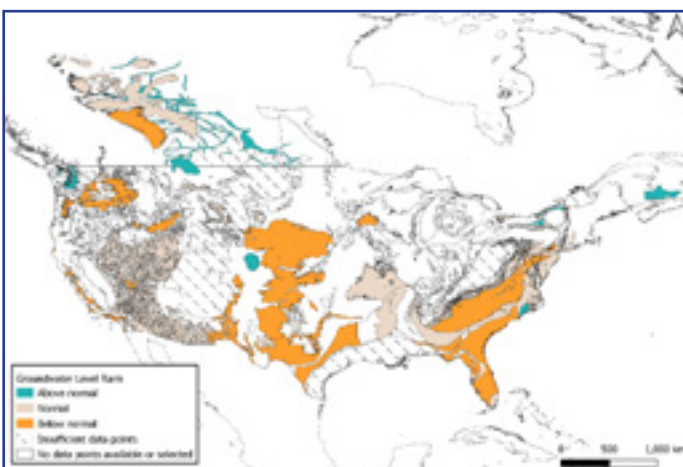 Groundwater Level Rank
Above normal
Normal
Below normal
Insufficient data points
No data points available or selected
0 500 1,000 km